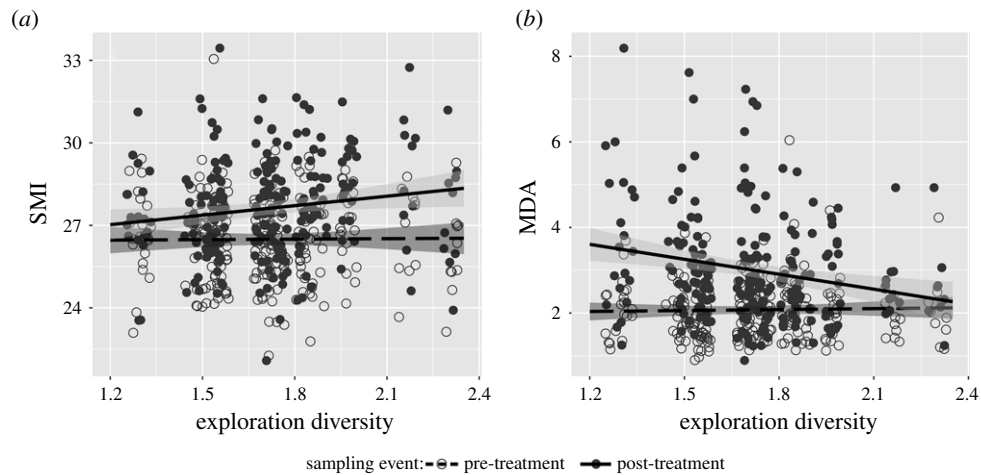 (a)
33
30
27
24
SMI
1.2 1.5 1.8 2.1 2.4
exploration diversity
(b)
8
6
4
2
MDA
1.2 1.5 1.8 2.1 2.4
exploration diversity
sampling event: pre-treatment post-treatment